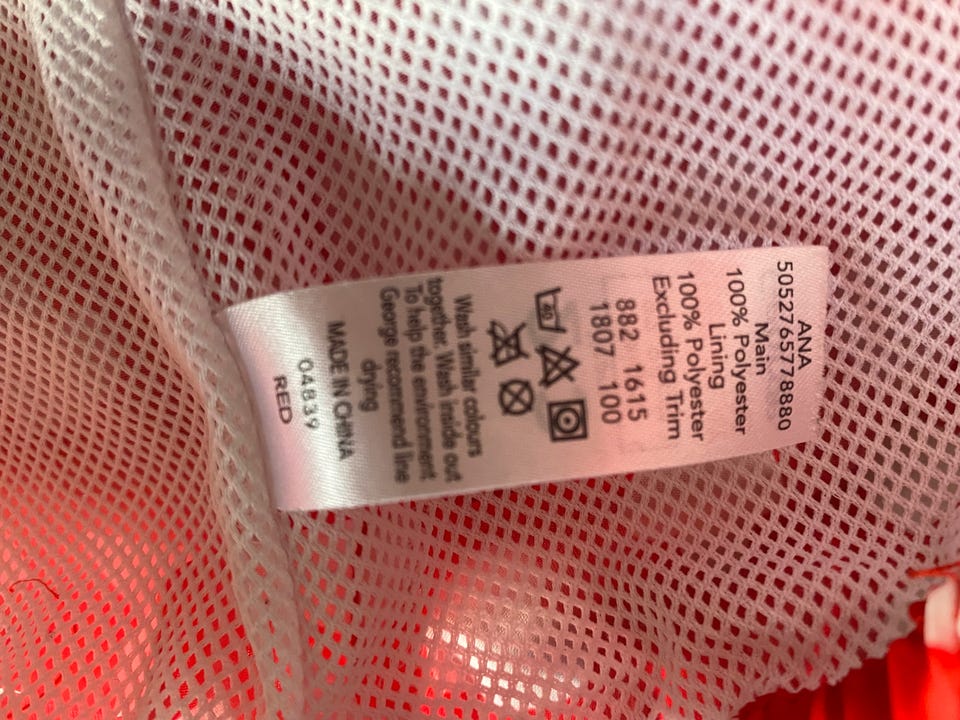 ANA
5052765778880
Main
100% Polyester
Lining
100% Polyester
Excluding Trim
882 1615
1807 100
Wash similar colours
together. Wash inside out
To help the environment
George recommend line
drying
MADE IN CHINA
04839
RED